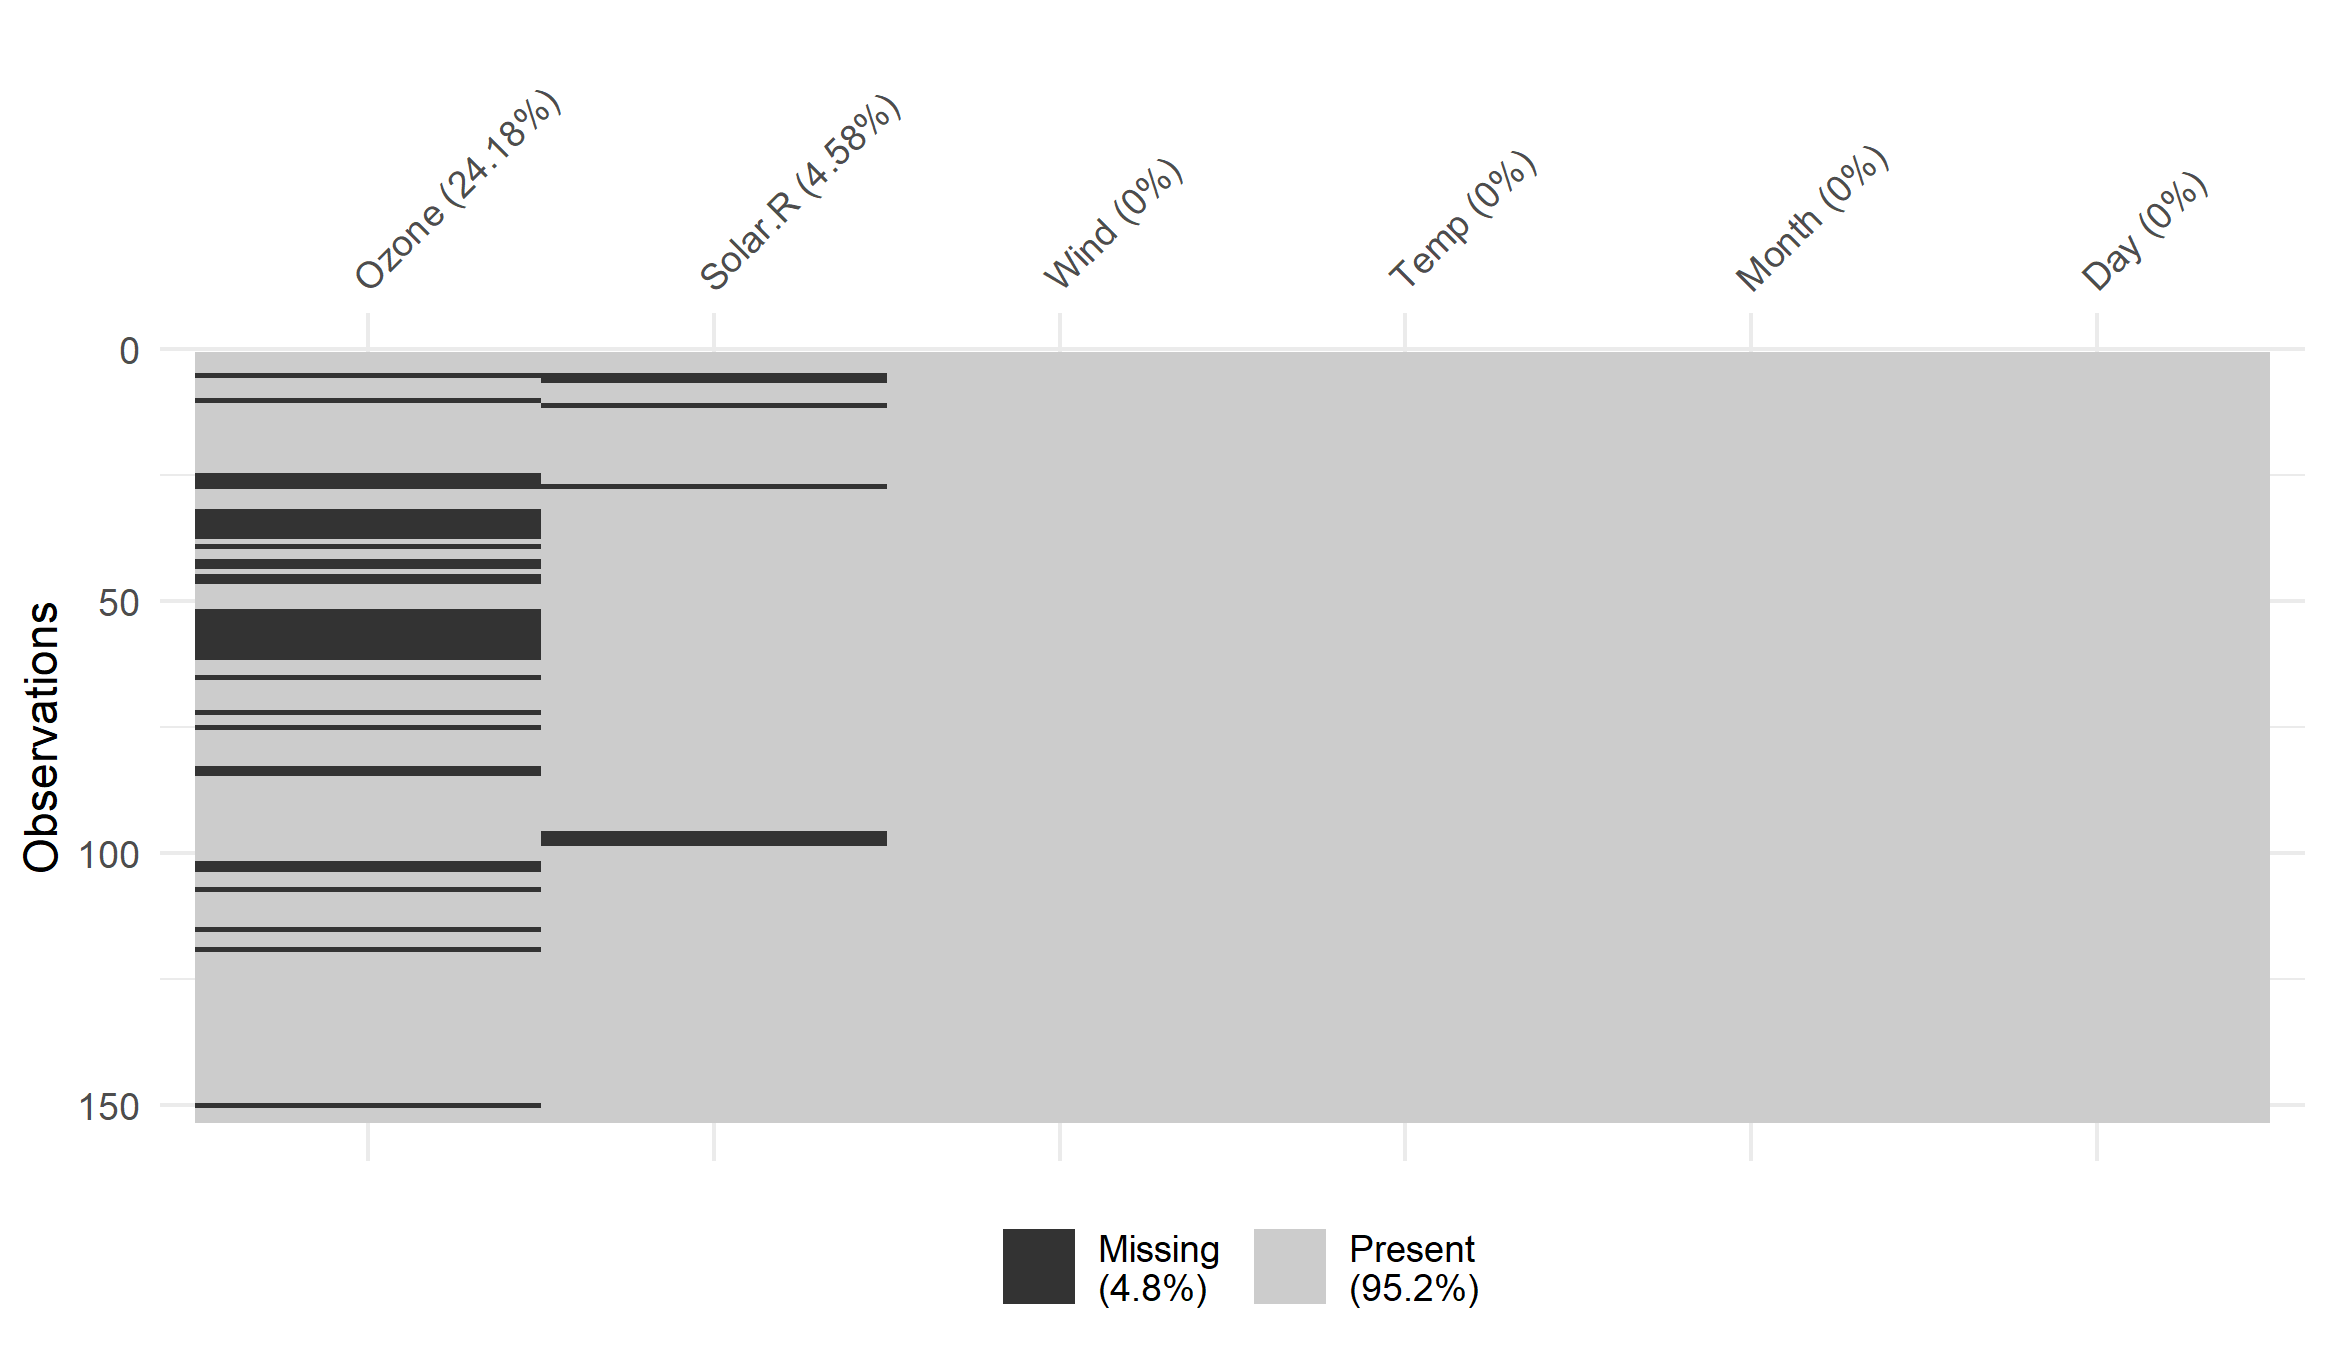 Ozone (24.18%)
Solar.R (4.58%)
Wind (0%)
Temp (0%)
Month (0%)
Day (0%)
0
50
100
150
Observations
Missing
(4.8%)
Present
(95.2%)